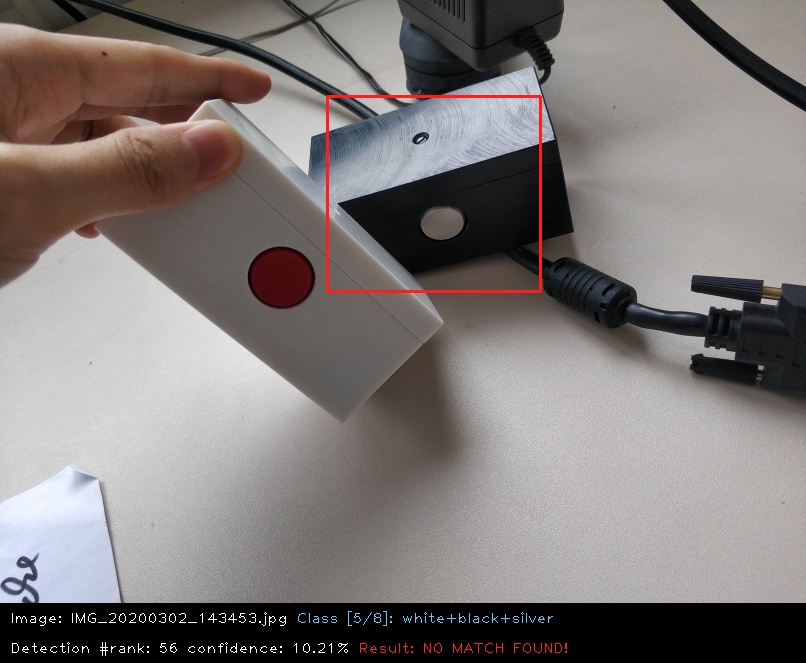 Image: IMG_20200302_143453.jpg Class [5/8]: white+black+silver
Detection #rank: 56 confidence: 10.21% Result: NO MATCH FOUND!